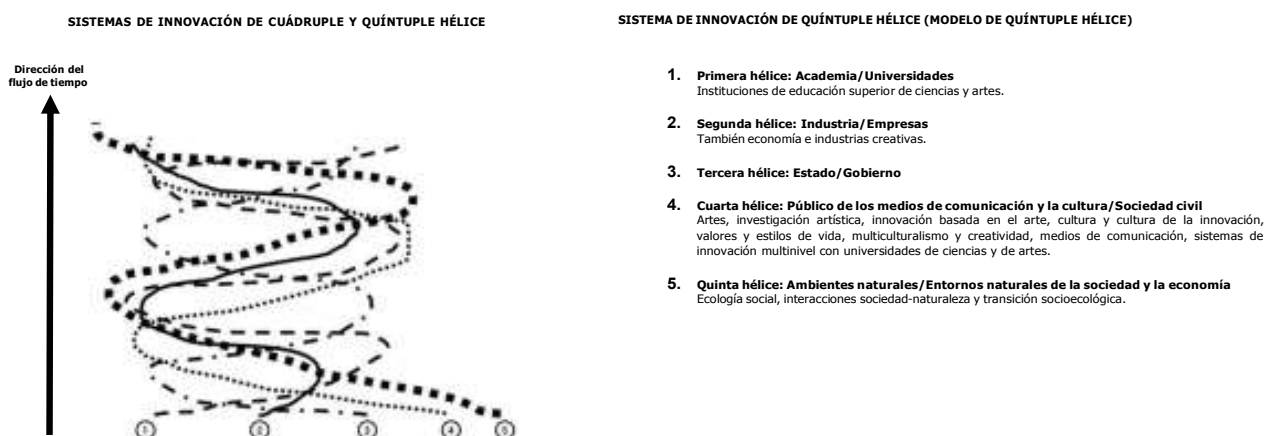 SISTEMAS DE INNOVACIÓN DE CUÁDRUPLE Y QUÍNTUPLE HÉLICE
Dirección del
flujo de tiempo
1 2 3 4 5
SISTEMA DE INNOVACIÓN DE QUÍNTUPLE HÉLICE (MODELO DE QUÍNTUPLE HÉLICE)
1. Primera hélice: Academia/Universidades
Instituciones de educación superior de ciencias y artes.
2. Segunda hélice: Industria/Empresas
También economía e industrias creativas.
3. Tercera hélice: Estado/Gobierno
4. Cuarta hélice: Público de los medios de comunicación y la cultura/Sociedad civil
Artes, investigación artística, innovación basada en el arte, cultura y cultura de la innovación,
valores y estilos de vida, multiculturalismo y creatividad, medios de comunicación, sistemas de
innovación multinivel con universidades de ciencias y de artes.
5. Quinta hélice: Ambientes naturales/Entornos naturales de la sociedad y la economía
Ecología social, interacciones sociedad-naturaleza y transición socioecológica.